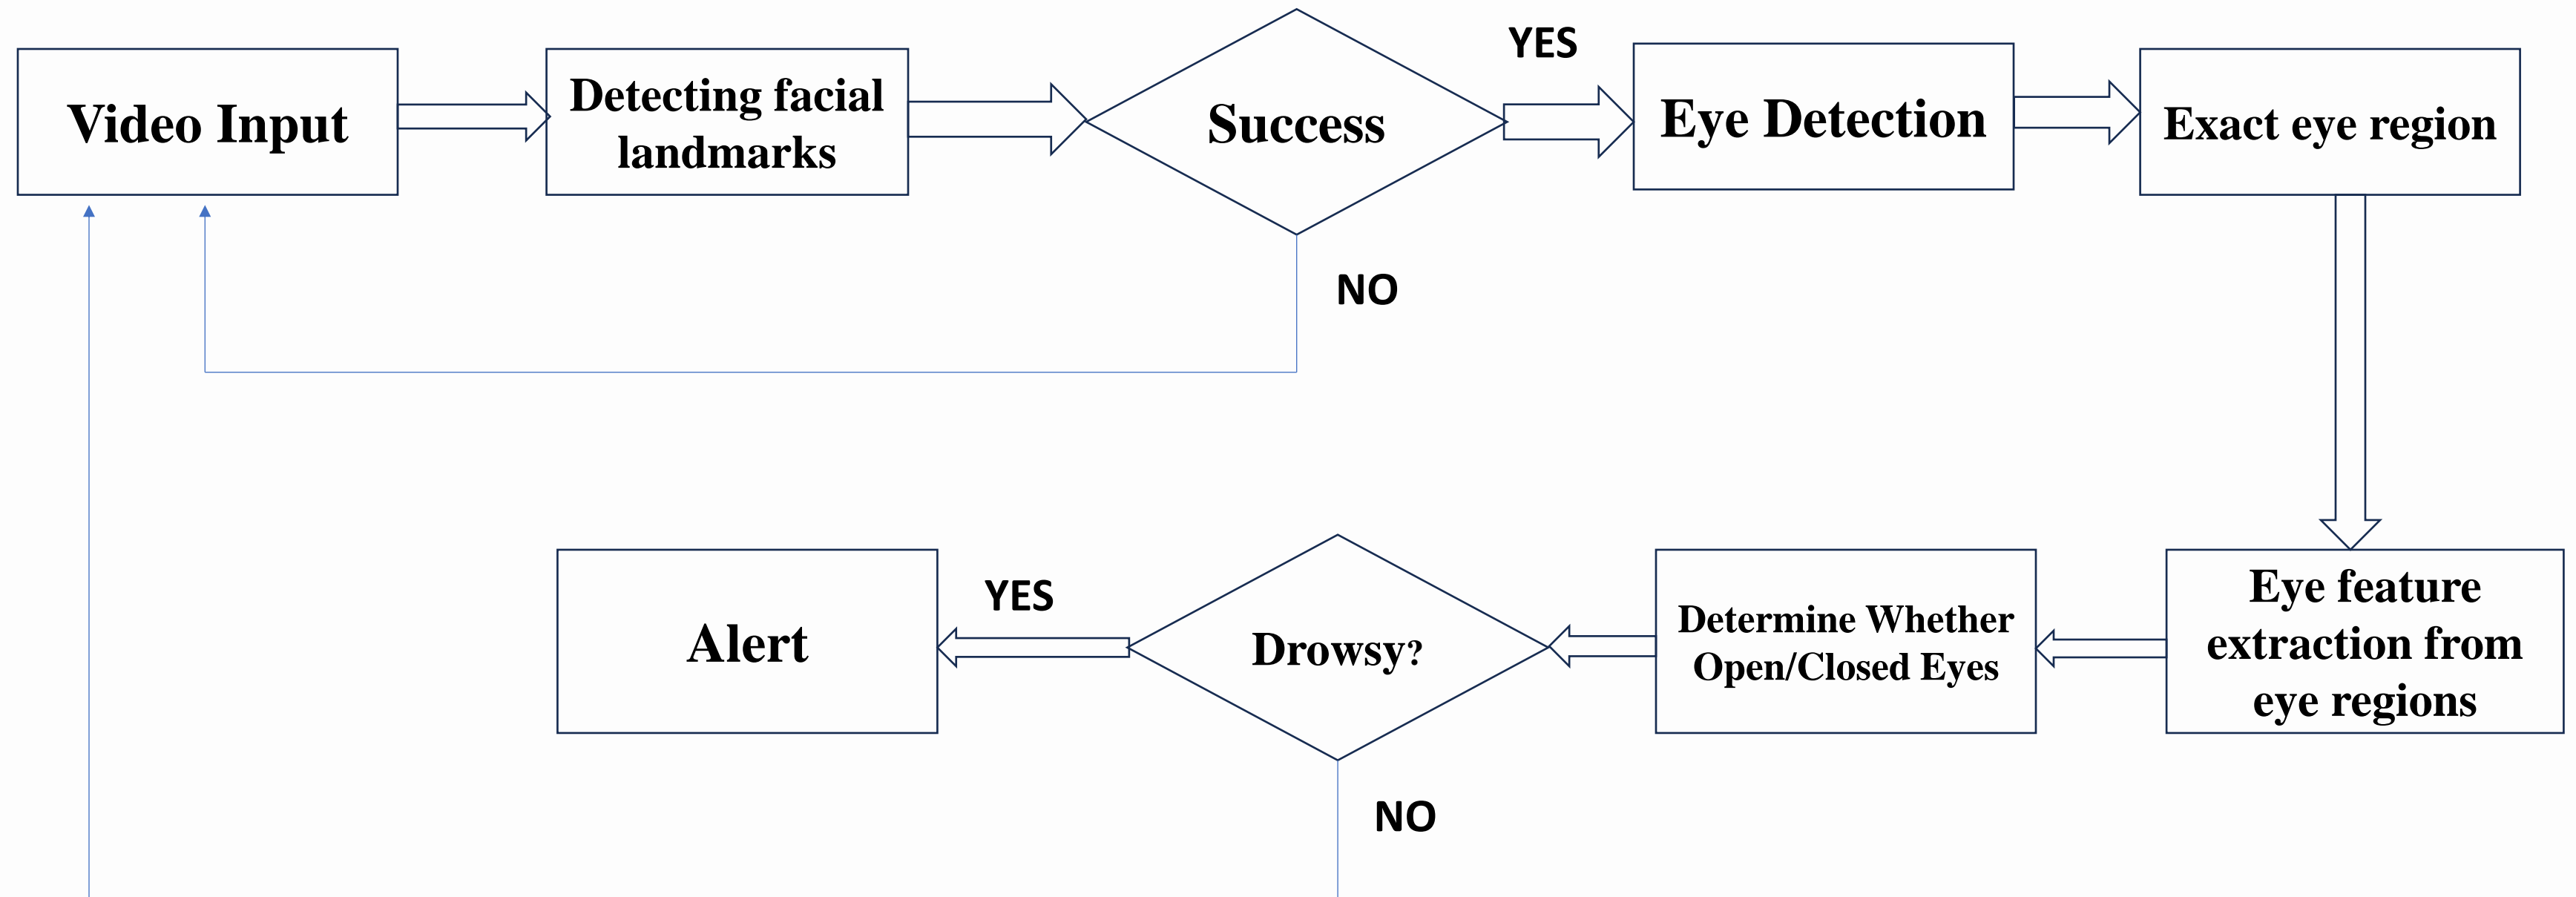 Video Input
Detecting facial
landmarks
Success
YES
Eye Detection
Exact eye region
NO
Eye feature
extraction from
eye regions
Determine Whether
Open/Closed Eyes
Drowsy?
YES
Alert
NO